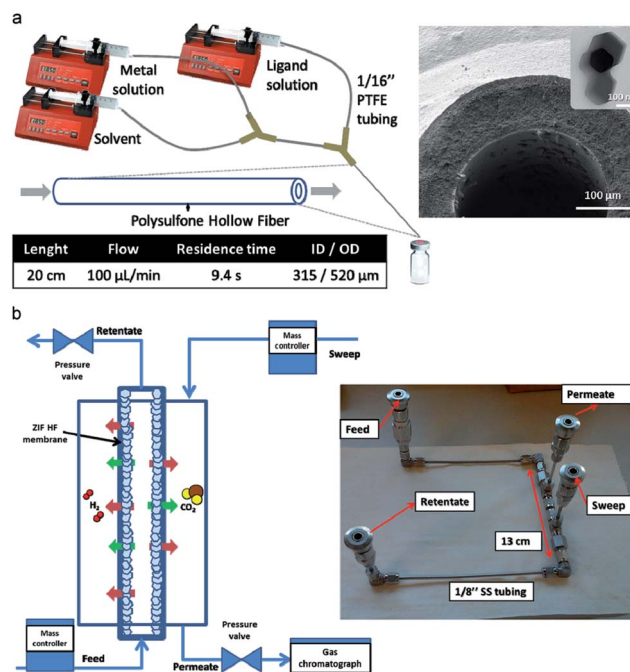 a
Metal
solution
Solvent
Ligand
solution
1/16’’
PTFE
tubing
Polysulfone Hollow Fiber
Lenght Flow Residence time ID / OD
20 cm 100 µL/min 9.4 s 315 / 520 µm
100 µm
b
Retentate
Pressure
valve
Mass
controller
Sweep
ZIF HF
membrane
H₂
CO₂
Mass
controller
Feed
Permeate
Pressure
valve
Gas
chromatograph
Feed
Permeate
Retentate
Sweep
13 cm
1/8’’ SS tubing